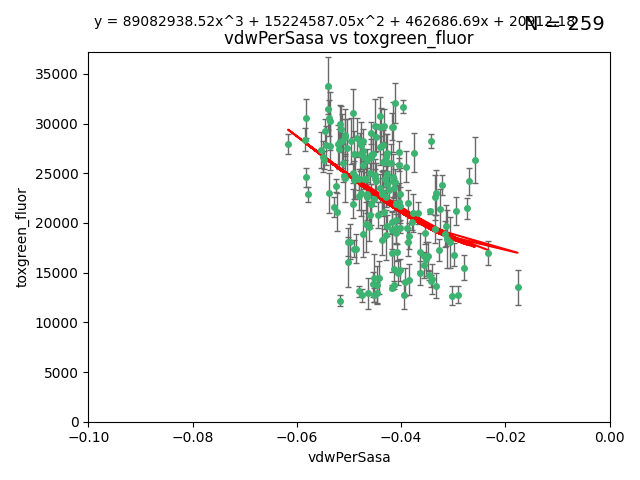 y = 89082938.52x^3 + 15224587.05x^2 + 462686.69x + 20912.18
N = 259
vdwPerSasa vs toxgreen_fluor
35000
30000
25000
20000
15000
10000
5000
0
toxgreen_fluor
−0.10
−0.08
−0.06
−0.04
−0.02
0.00
vdwPerSasa